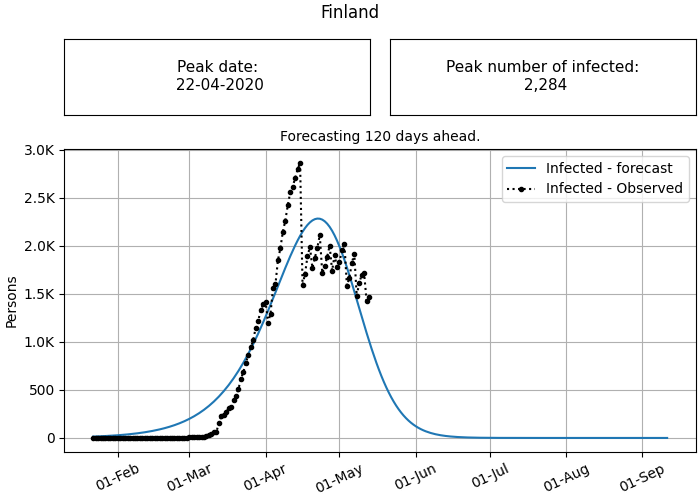 Finland
Peak date:
22-04-2020
Peak number of infected:
2,284
Forecasting 120 days ahead.
3.0K
2.5K
2.0K
1.5K
1.0K
500
0
Persons
Infected - forecast
Infected - Observed
01-Feb
01-Mar
01-Apr
01-May
01-Jun
01-Jul
01-Aug
01-Sep